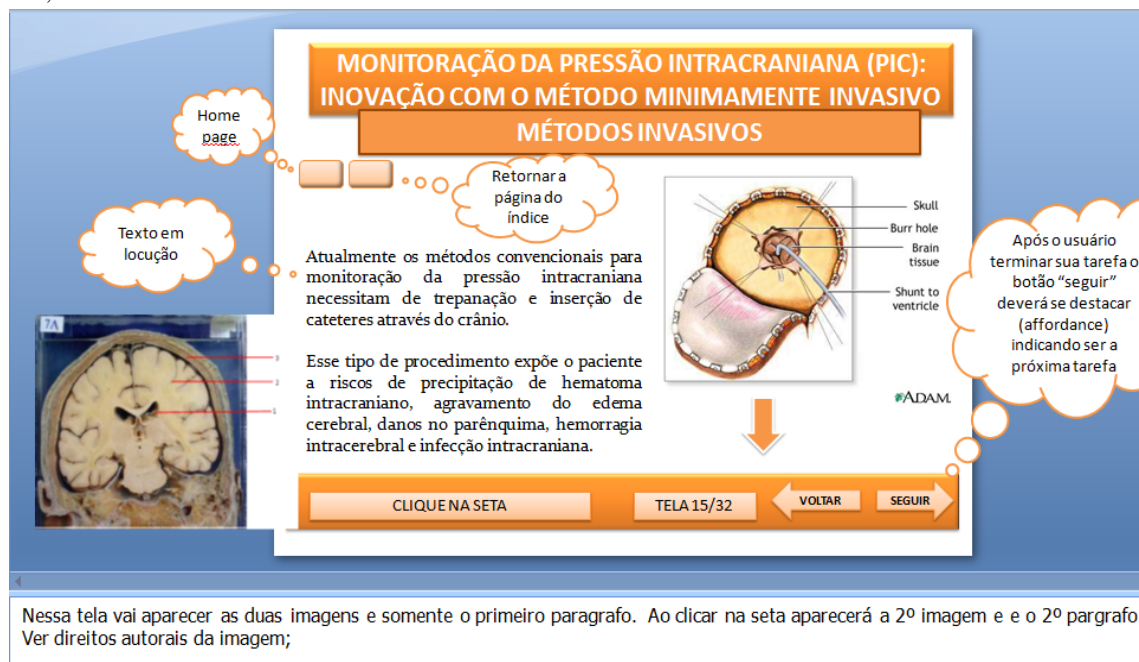 MONITORAÇÃO DA PRESSÃO INTRACRANIANA (PIC):
INOVAÇÃO COM O MÉTODO MINIMAMENTE INVASIVO
MÉTODOS INVASIVOS
Home
page
Retornar a
página do
índice
Texto em
locução
Atualmente os métodos convencionais para
monitoração da pressão intracraniana
necessitam de trepanação e inserção de
cateteres através do crânio.
Esse tipo de procedimento expõe o paciente
a riscos de precipitação de hematoma
intracraniano, agravamento do edema
cerebral, danos no parênquima, hemorragia
intracerebral e infecção intracraniana.
Skull
Burr hole
Brain
tissue
Shunt to
ventricle
ADAM.
Após o usuário
terminar sua tarefa o
botão “seguir”
deverá se destacar
(affordance)
indicando ser a
próxima tarefa
7A
3
2
1
CLIQUE NA SETA
TELA 15/32
VOLTAR
SEGUIR
Nessa tela vai aparecer as duas imagens e somente o primeiro paragrafo. Ao clicar na seta aparecerá a 2º imagem e e o 2º pargrafo
Ver direitos autorais da imagem;